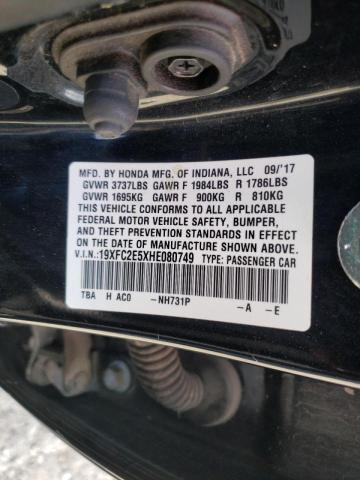 MFD. BY HONDA MFG. OF INDIANA, LLC 09/'17
GVWR 3737LBS GAWR F 1984LBS R 1786LBS
GVWR 1695KG GAWR F 900KG R 810KG
THIS VEHICLE CONFORMS TO ALL APPLICABLE
FEDERAL MOTOR VEHICLE SAFETY, BUMPER,
AND THEFT PREVENTION STANDARDS IN EFFECT
ON THE DATE OF MANUFACTURE SHOWN ABOVE.
V.I.N.:19XFC2E5XHE080749 TYPE: PASSENGER CAR
TBA H AC0 -NH731P -A -E